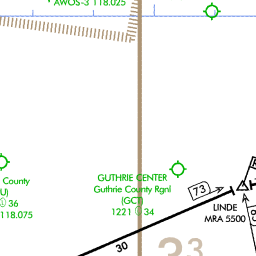 AWOS-3 118.025
GUTHRIE CENTER
Guthrie County Rgnl
(GCT)
1221 ⓘ 34
County
U)
ⓘ 36
118.075
73
LINDE
MRA 5500
30
3³